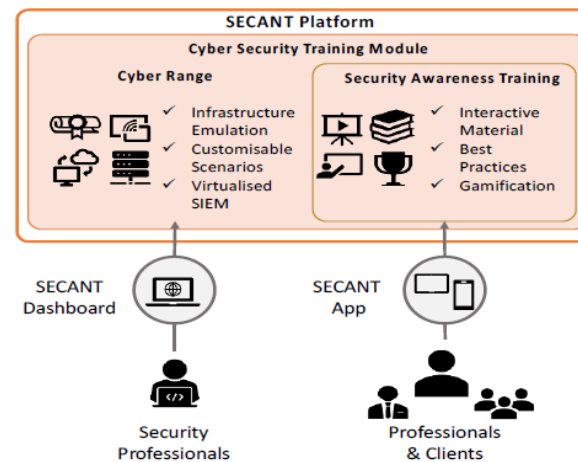 SECANT Platform
Cyber Security Training Module
Cyber Range
✓ Infrastructure
Emulation
✓ Customisable
Scenarios
✓ Virtualised
SIEM
Security Awareness Training
✓ Interactive
Material
✓ Best
Practices
✓ Gamification
SECANT
Dashboard
SECANT
App
Security
Professionals
Professionals
& Clients